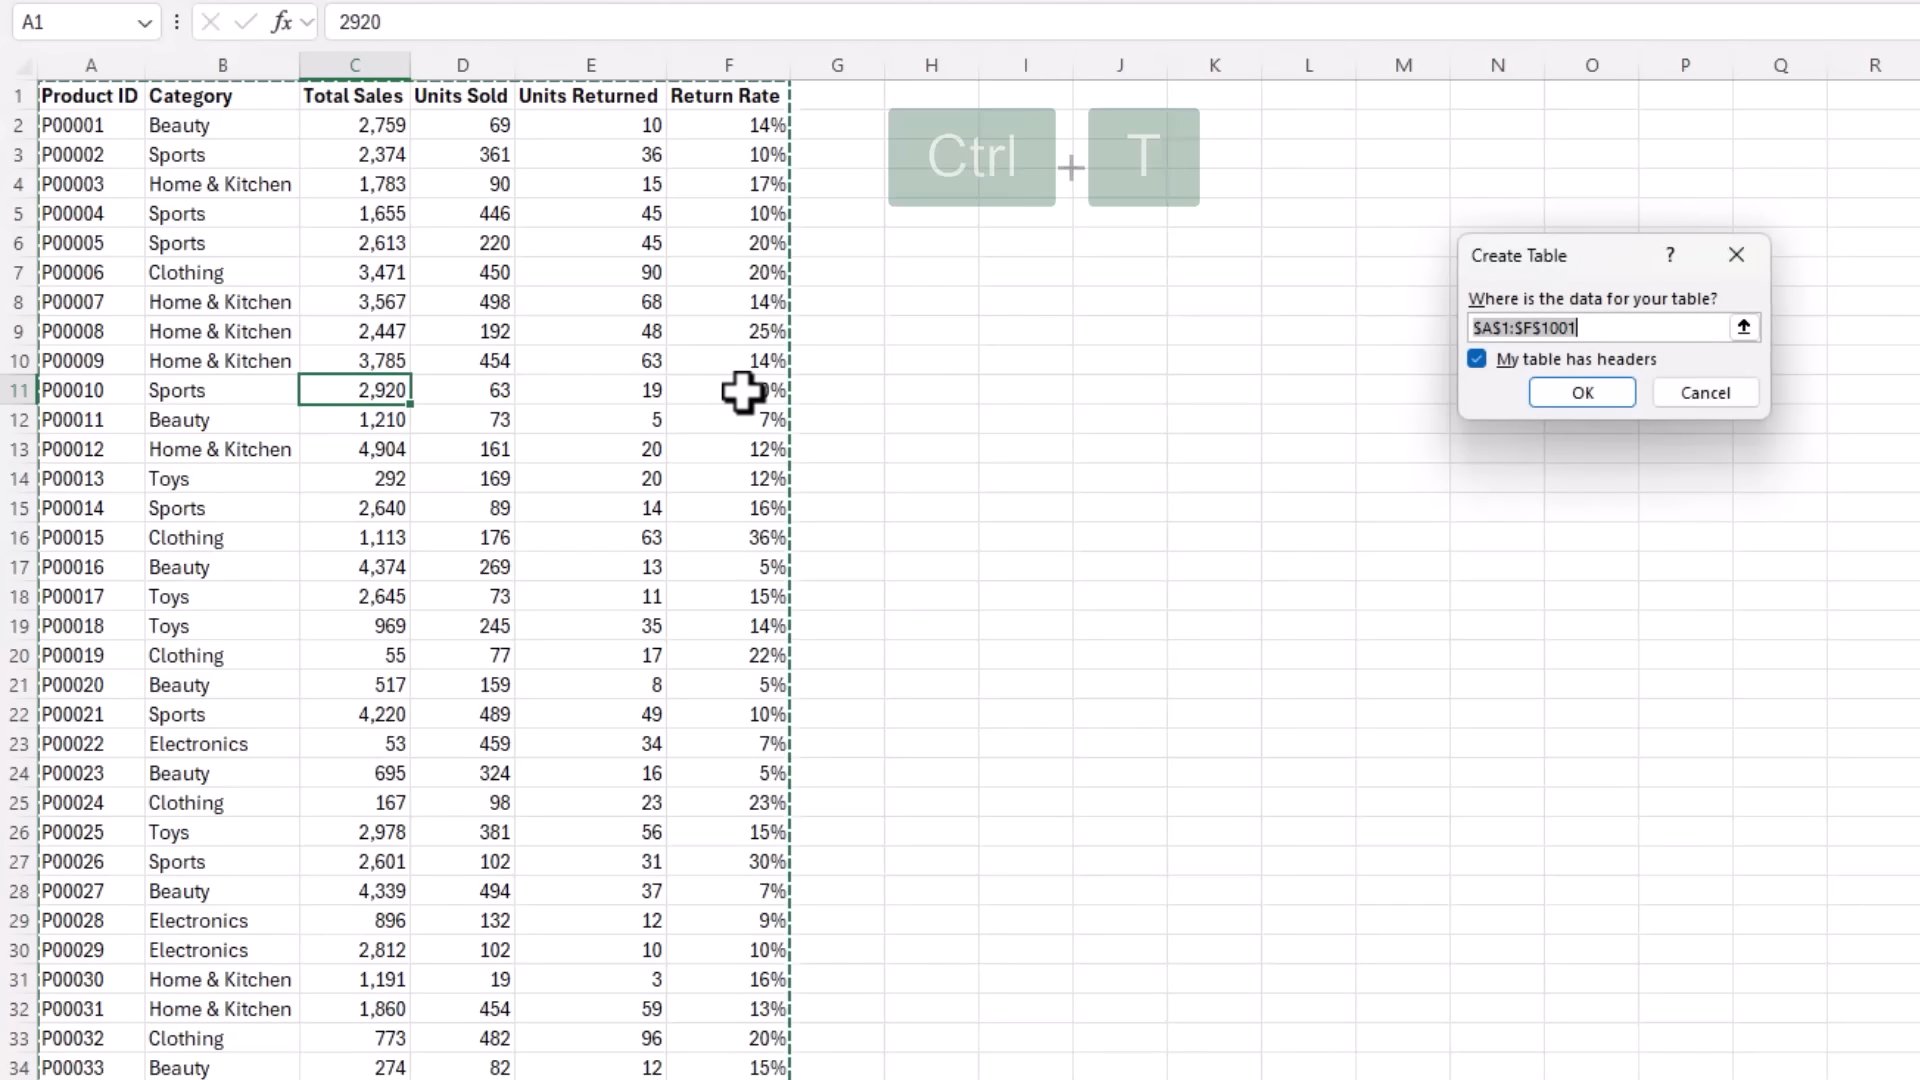 A1 fx 2920
A B C D E F G H I J K L M N O P Q R
1 Product ID Category Total Sales Units Sold Units Returned Return Rate
2 P00001 Beauty 2,759 69 10 14%
Ctrl + T
3 P00002 Sports 2,374 361 36 10%
4 P00003 Home & Kitchen 1,783 90 15 17%
5 P00004 Sports 1,655 446 45 10%
6 P00005 Sports 2,613 220 45 20%
Create Table ?
7 P00006 Clothing 3,471 450 90 20%
8 P00007 Home & Kitchen 3,567 498 68 14%
Where is the data for your table?
9 P00008 Home & Kitchen 2,447 192 48 25%
$A$1:$F$1001
10 P00009 Home & Kitchen 3,785 454 63 14%
My table has headers
11 P00010 Sports 2,920 63 19
OK Cancel
12 P00011 Beauty 1,210 73 5 7%
13 P00012 Home & Kitchen 4,904 161 20 12%
14 P00013 Toys 292 169 20 12%
15 P00014 Sports 2,640 89 14 16%
16 P00015 Clothing 1,113 176 63 36%
17 P00016 Beauty 4,374 269 13 5%
18 P00017 Toys 2,645 73 11 15%
19 P00018 Toys 969 245 35 14%
20 P00019 Clothing 55 77 17 22%
21 P00020 Beauty 517 159 8 5%
22 P00021 Sports 4,220 489 49 10%
23 P00022 Electronics 53 459 34 7%
24 P00023 Beauty 695 324 16 5%
25 P00024 Clothing 167 98 23 23%
26 P00025 Toys 2,978 381 56 15%
27 P00026 Sports 2,601 102 31 30%
28 P00027 Beauty 4,339 494 37 7%
29 P00028 Electronics 896 132 12 9%
30 P00029 Electronics 2,812 102 10 10%
31 P00030 Home & Kitchen 1,191 19 3 16%
32 P00031 Home & Kitchen 1,860 454 59 13%
33 P00032 Clothing 773 482 96 20%
34 P00033 Beauty 274 82 12 15%